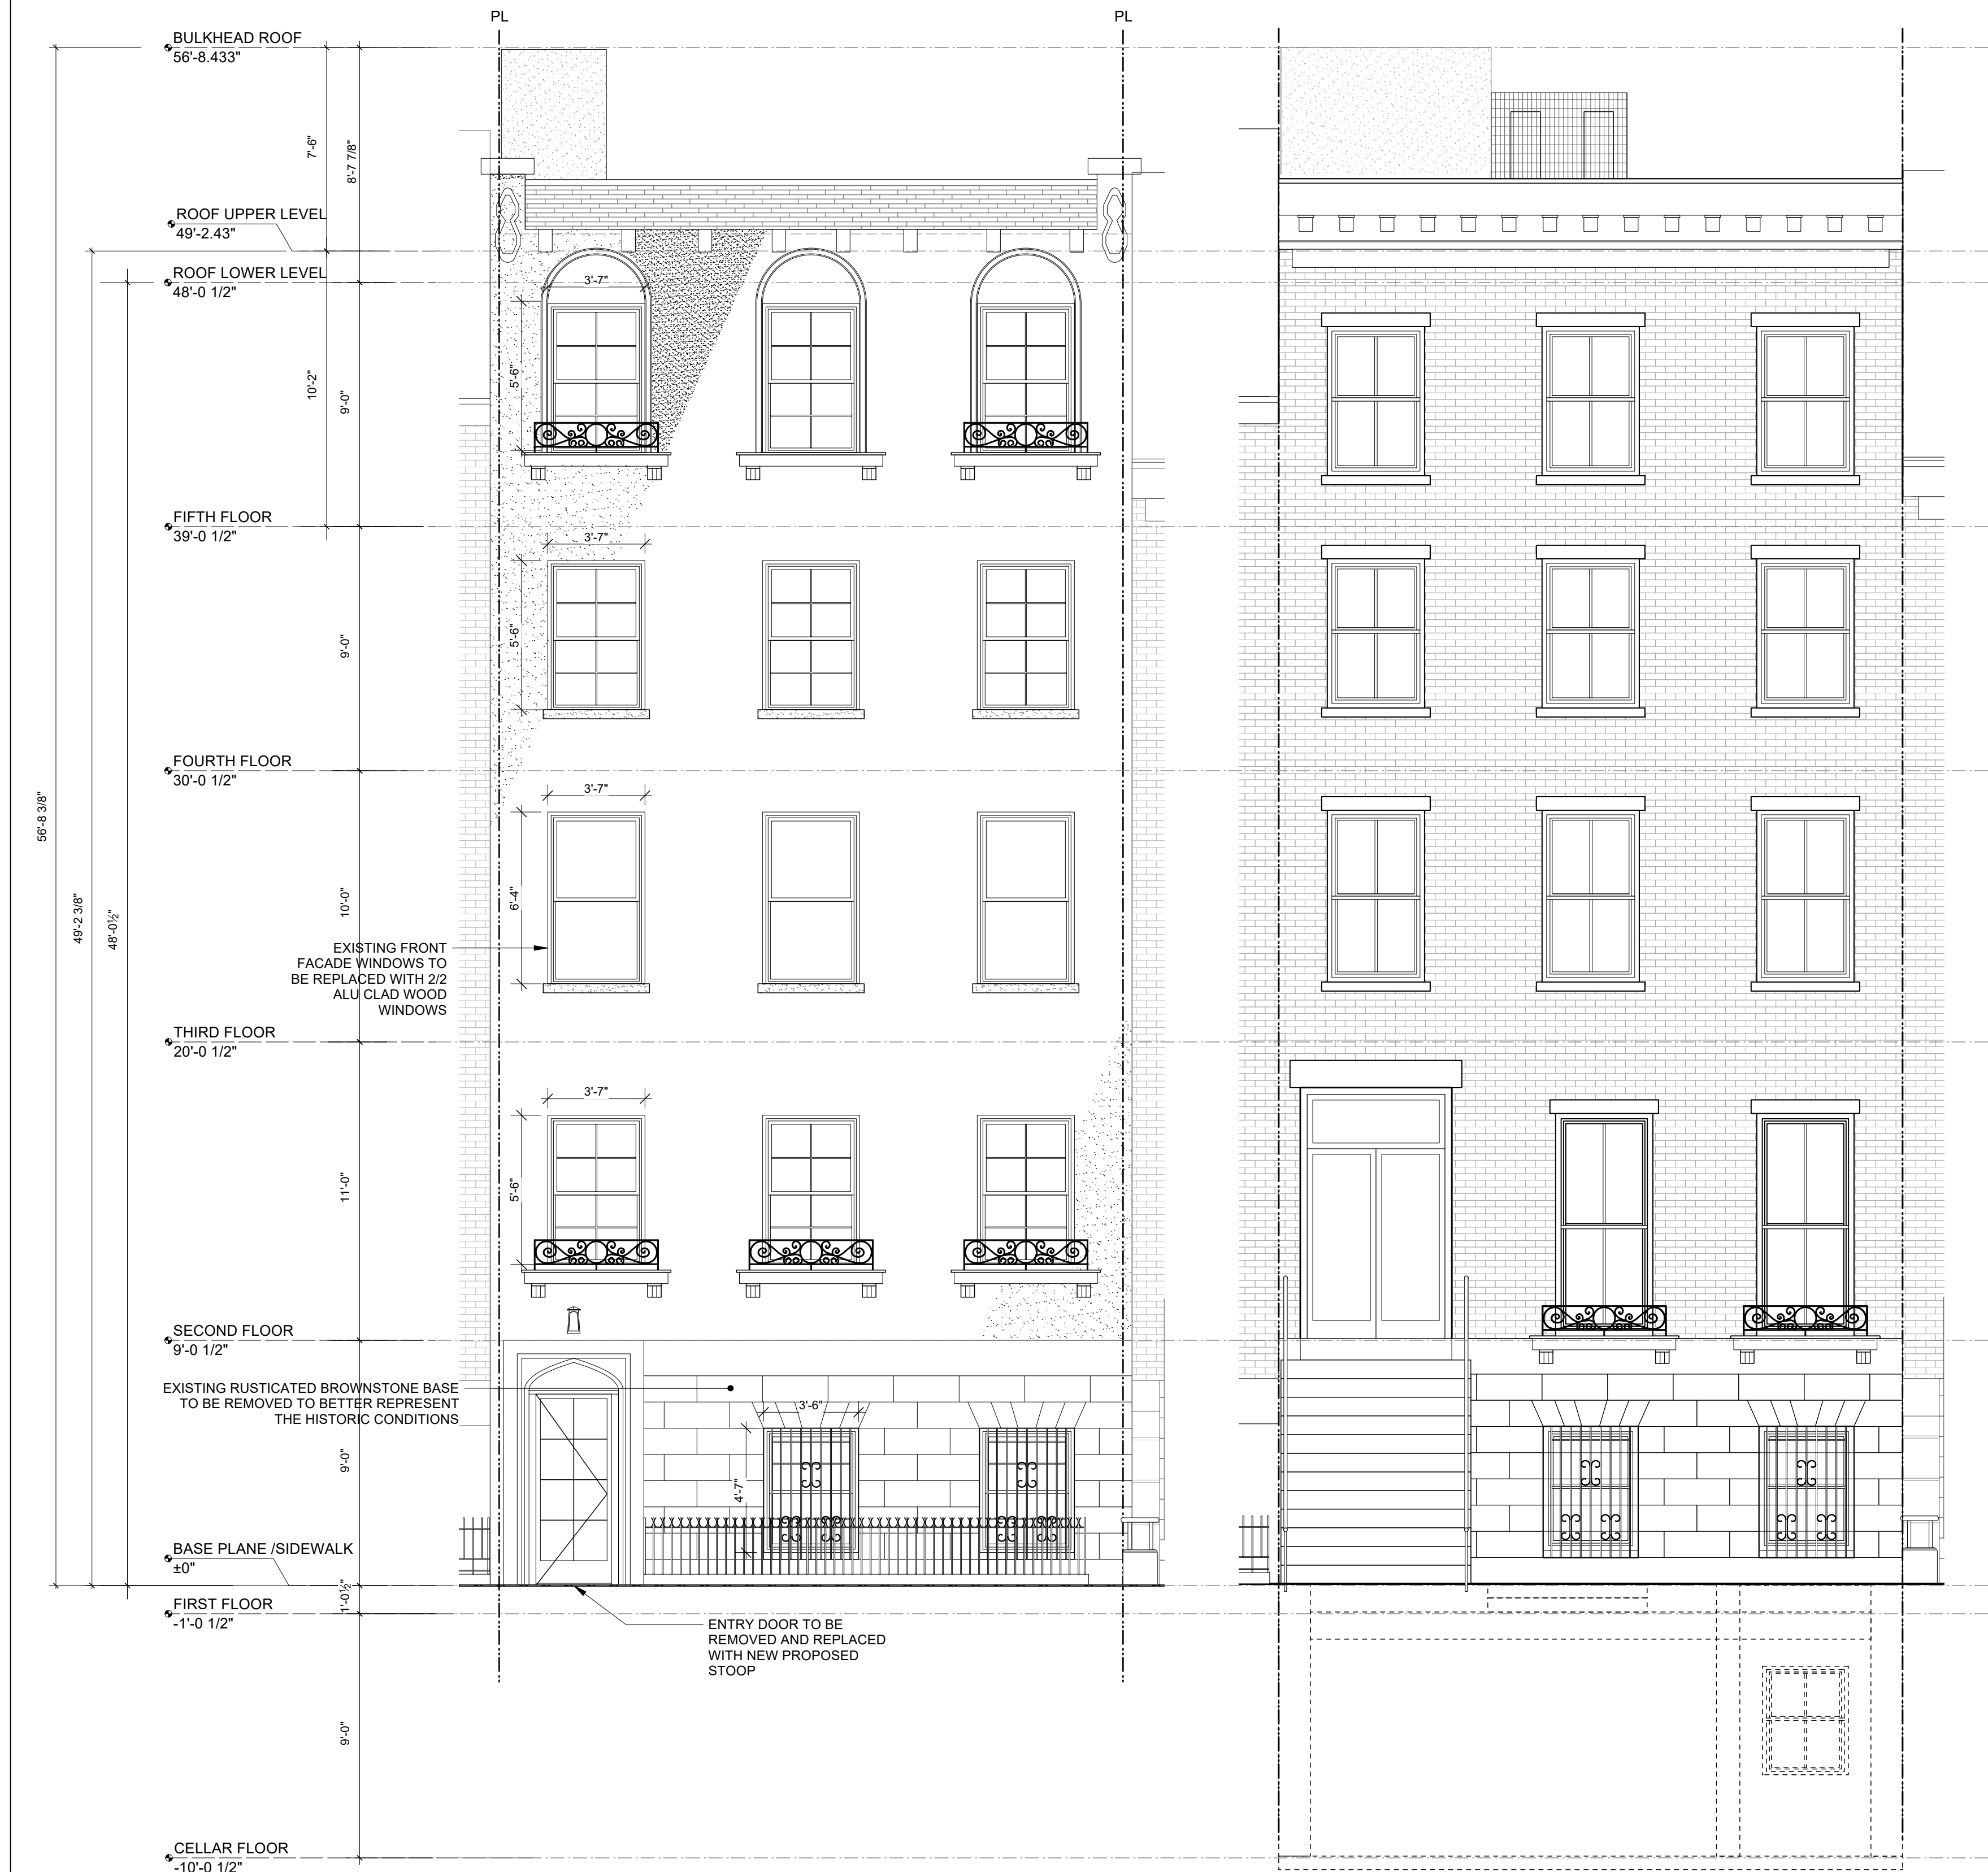 PL
PL
BULKHEAD ROOF
56'-8.433"
7'-6"
8'-7 7/8"
ROOF UPPER LEVEL
49'-2.43"
ROOF LOWER LEVEL
48'-0 1/2"
3'-7"
5'-6"
10'-2"
9'-0"
FIFTH FLOOR
39'-0 1/2"
3'-7"
5'-6"
9'-0"
FOURTH FLOOR
30'-0 1/2"
3'-7"
56'-8 3/8"
49'-2 3/8"
48'-0½"
10'-0"
6'-4"
EXISTING FRONT
FACADE WINDOWS TO
BE REPLACED WITH 2/2
ALU CLAD WOOD
WINDOWS
THIRD FLOOR
20'-0 1/2"
3'-7"
11'-0"
5'-6"
SECOND FLOOR
9'-0 1/2"
EXISTING RUSTICATED BROWNSTONE BASE
TO BE REMOVED TO BETTER REPRESENT
THE HISTORIC CONDITIONS
3'-6"
9'-0"
4'-7"
BASE PLANE /SIDEWALK
±0"
1'-0½"
FIRST FLOOR
-1'-0 1/2"
ENTRY DOOR TO BE
REMOVED AND REPLACED
WITH NEW PROPOSED
STOOP
9'-0"
CELLAR FLOOR
-10'-0 1/2"